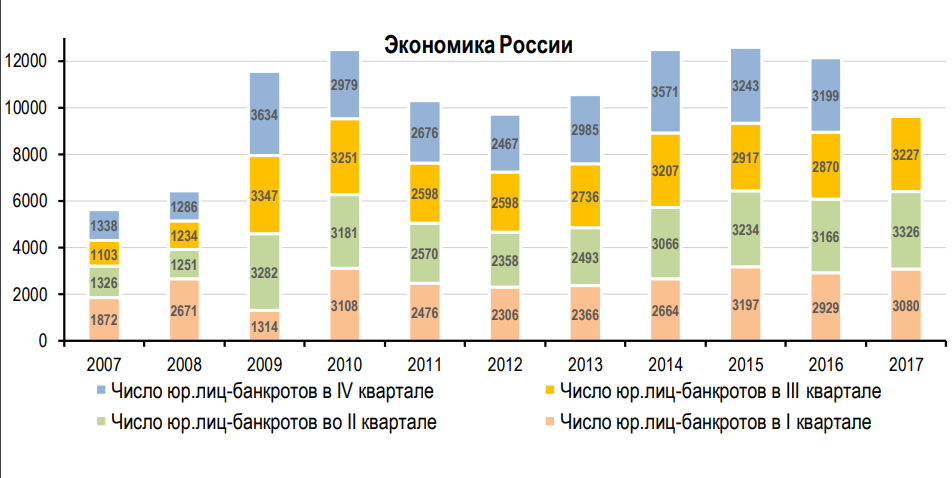 Экономика России
12000
10000
8000
6000
4000
2000
0
1338 1286 3634 2979 2676 2467 2985 3571 3243 3199
1103 1234 3347 3251 2598 2598 2736 3207 2917 2870 3227
1326 1251 3282 3181 2570 2358 2493 3066 3234 3166 3326
1872 2671 1314 3108 2476 2306 2366 2664 3197 2929 3080
2007 2008 2009 2010 2011 2012 2013 2014 2015 2016 2017
Число юр.лиц-банкротов в IV квартале Число юр.лиц-банкротов в III квартале
Число юр.лиц-банкротов во II квартале Число юр.лиц-банкротов в I квартале